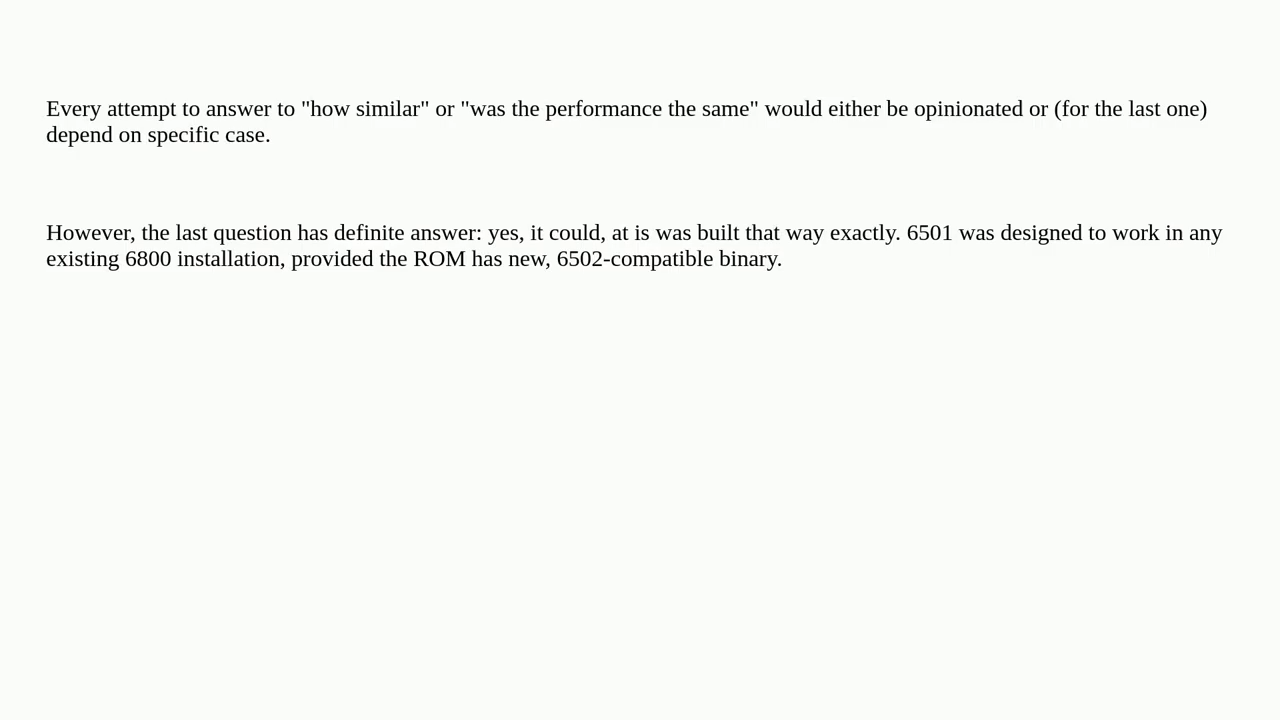 Every attempt to answer to "how similar" or "was the performance the same" would either be opinionated or (for the last one)
depend on specific case.
However, the last question has definite answer: yes, it could, at is was built that way exactly. 6501 was designed to work in any
existing 6800 installation, provided the ROM has new, 6502-compatible binary.